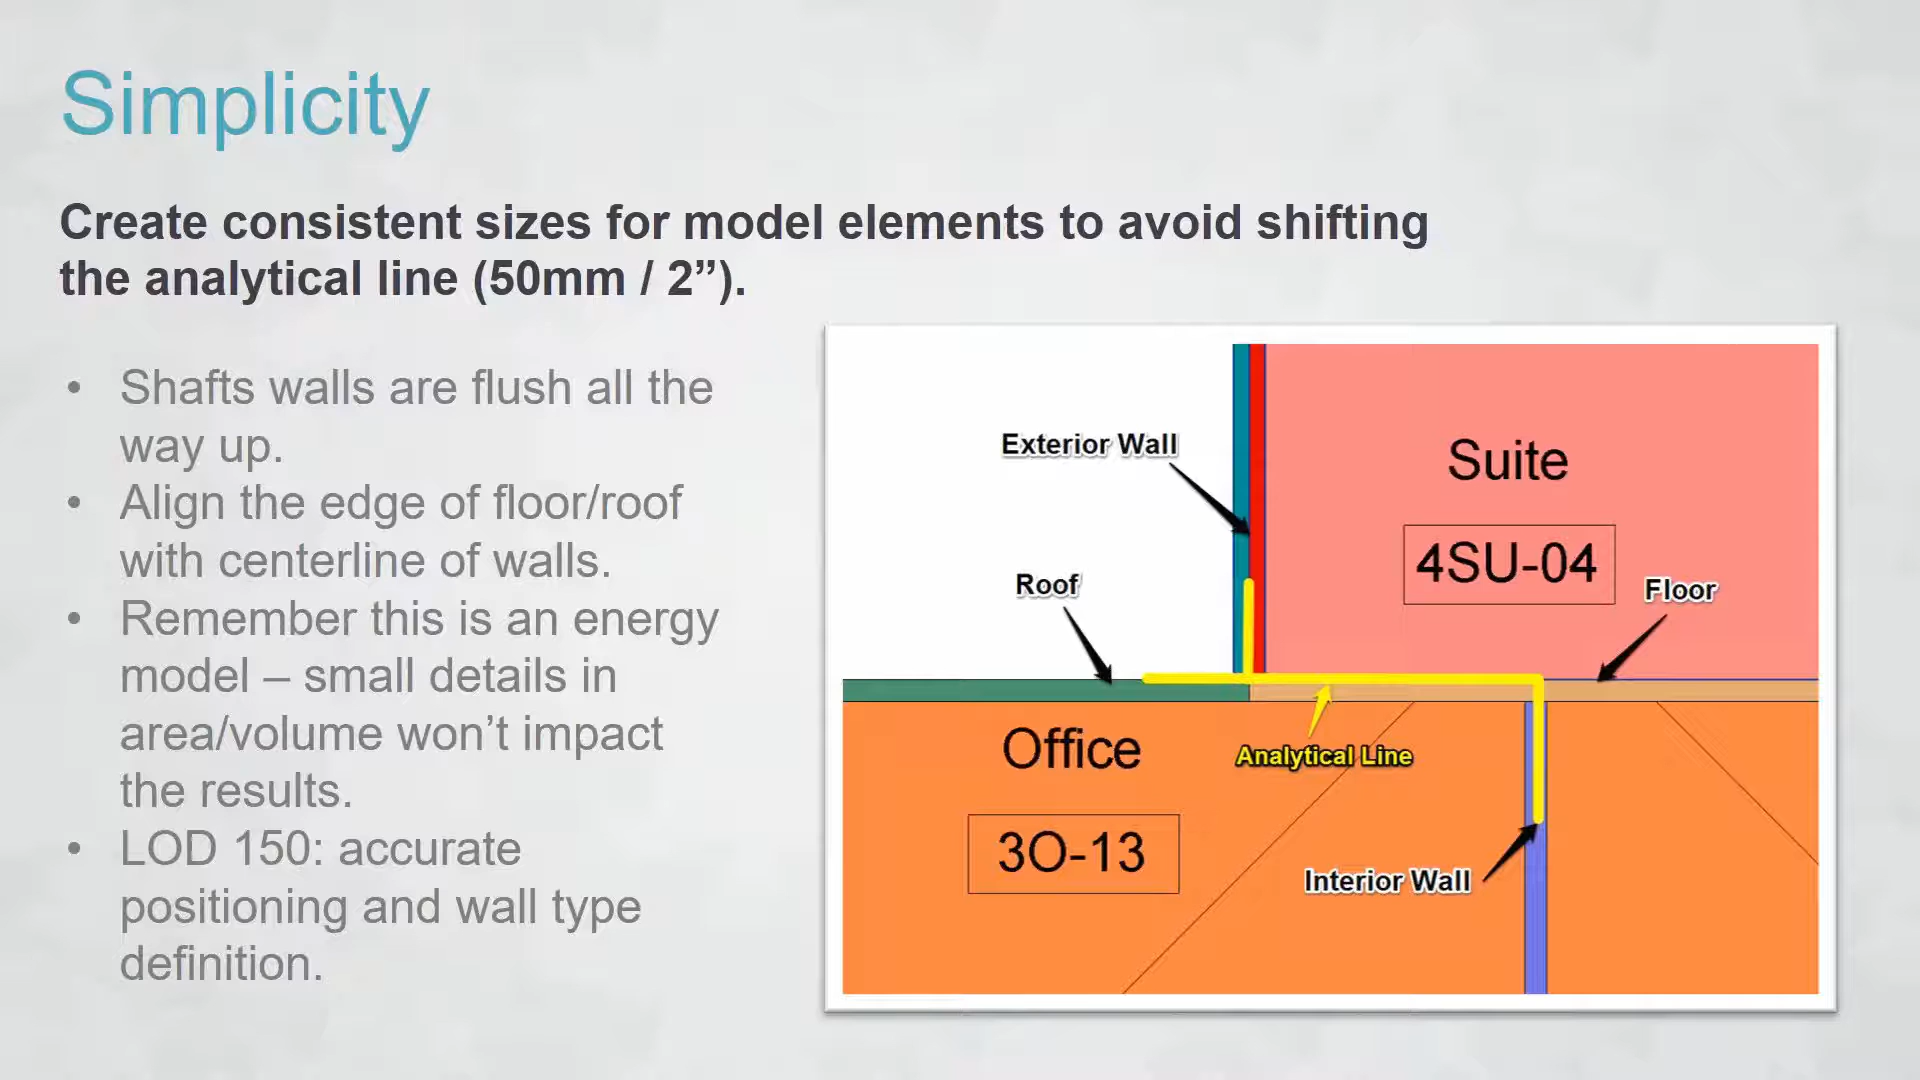 Simplicity
Create consistent sizes for model elements to avoid shifting
the analytical line (50mm / 2”).
• Shafts walls are flush all the
way up.
• Align the edge of floor/roof
with centerline of walls.
• Remember this is an energy
model – small details in
area/volume won’t impact
the results.
• LOD 150: accurate
positioning and wall type
definition.
Exterior Wall
Suite
4SU-04
Roof
Floor
Office
Analytical Line
3O-13
Interior Wall